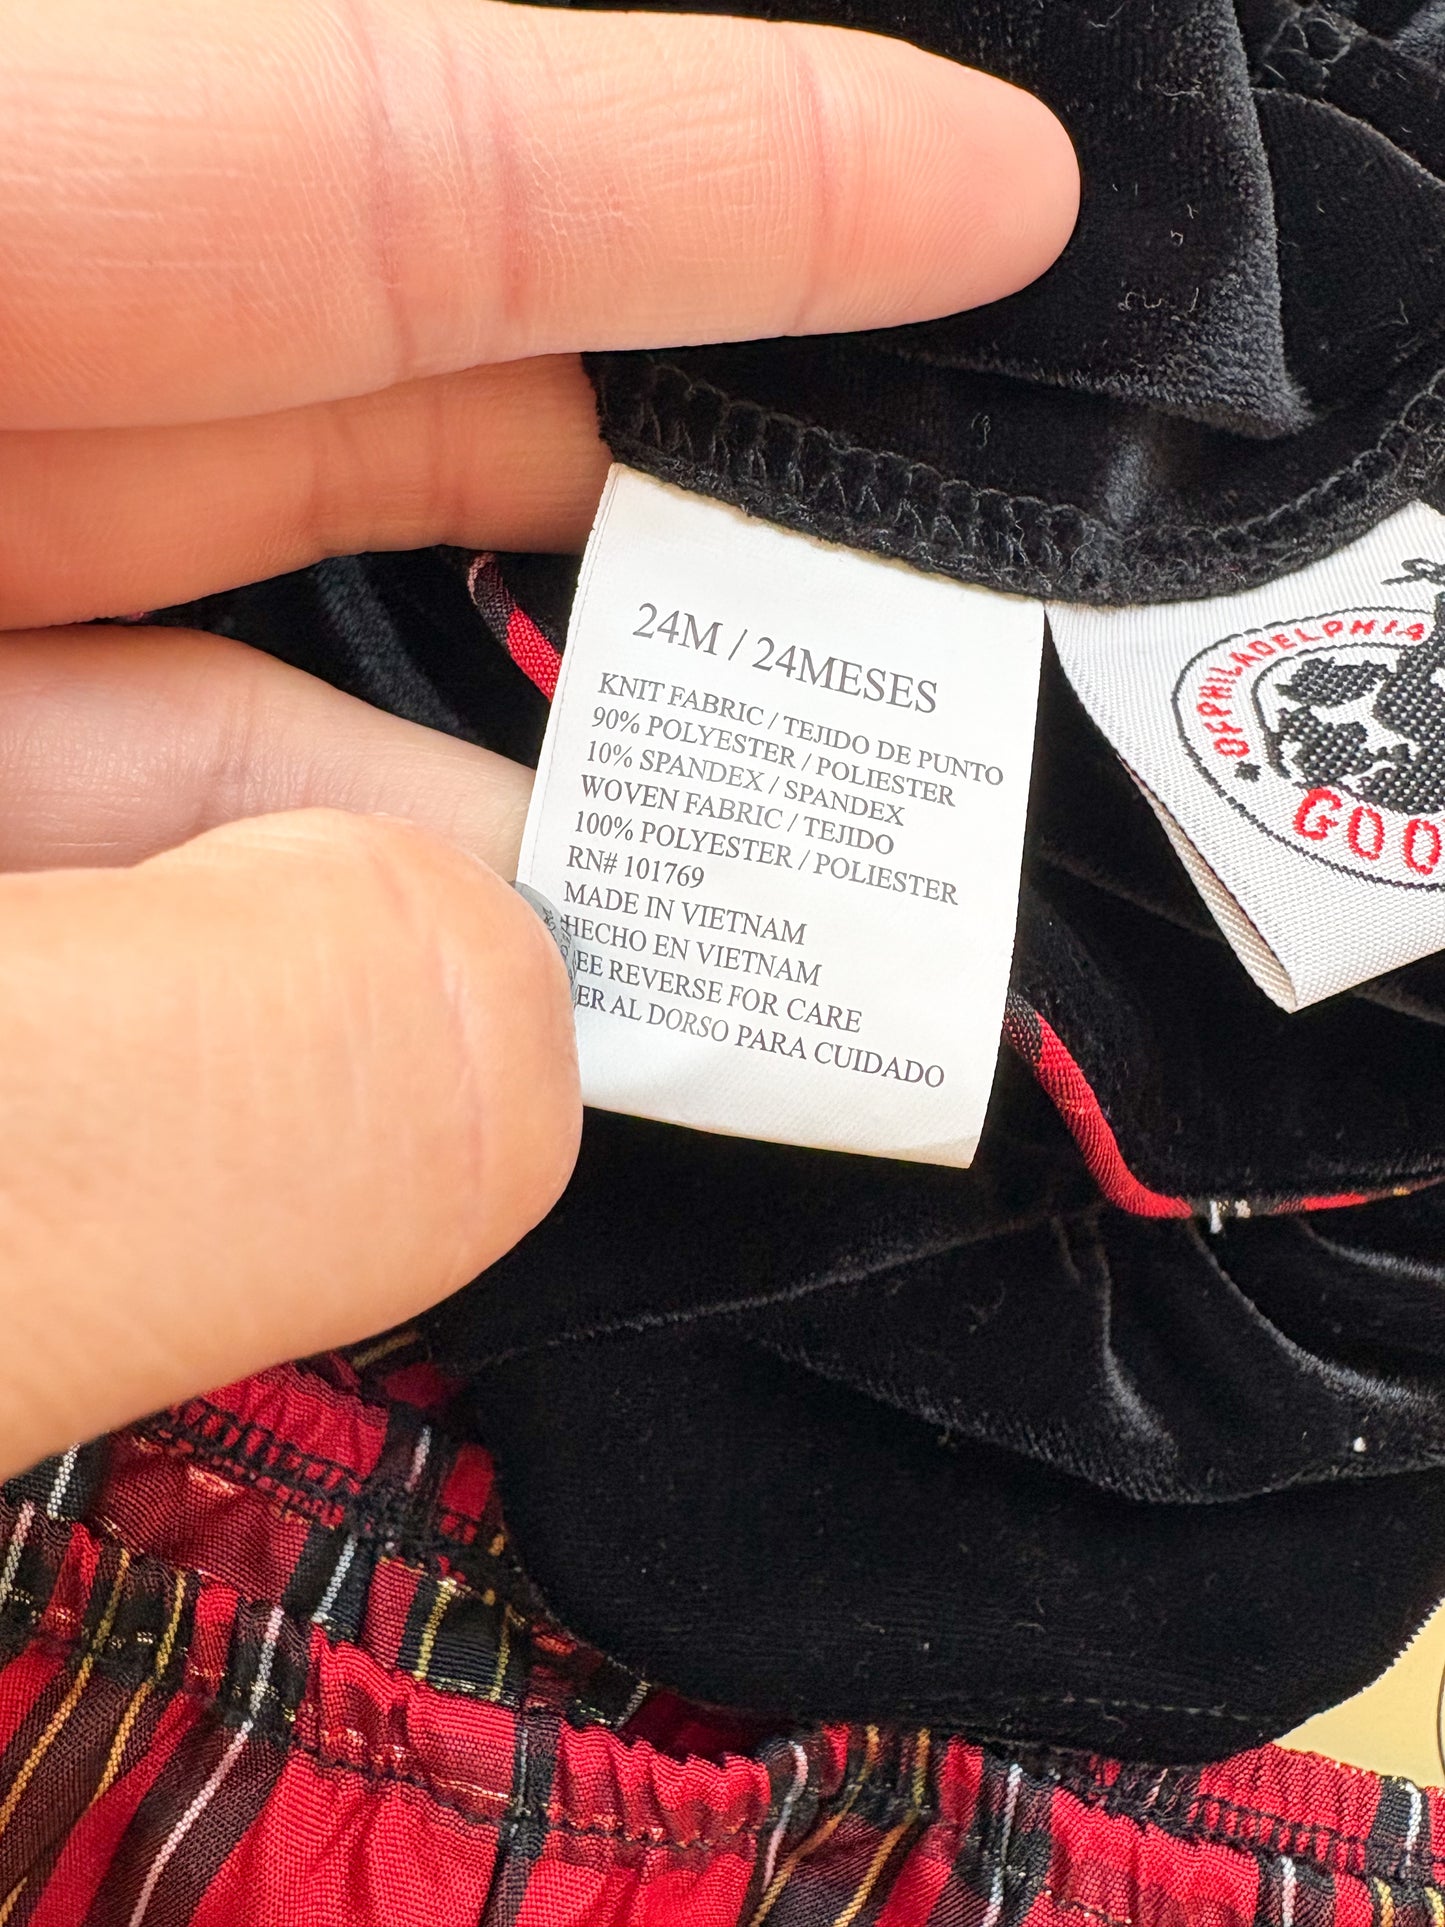 24M / 24MESES
KNIT FABRIC / TEJIDO DE PUNTO
90% POLYESTER / POLIESTER
10% SPANDEX / SPANDEX
WOVEN FABRIC / TEJIDO
100% POLYESTER / POLIESTER
RN# 101769
MADE IN VIETNAM
HECHO EN VIETNAM
EE REVERSE FOR CARE
ER AL DORSO PARA CUIDADO
OF PHILADELPHIA
GOO